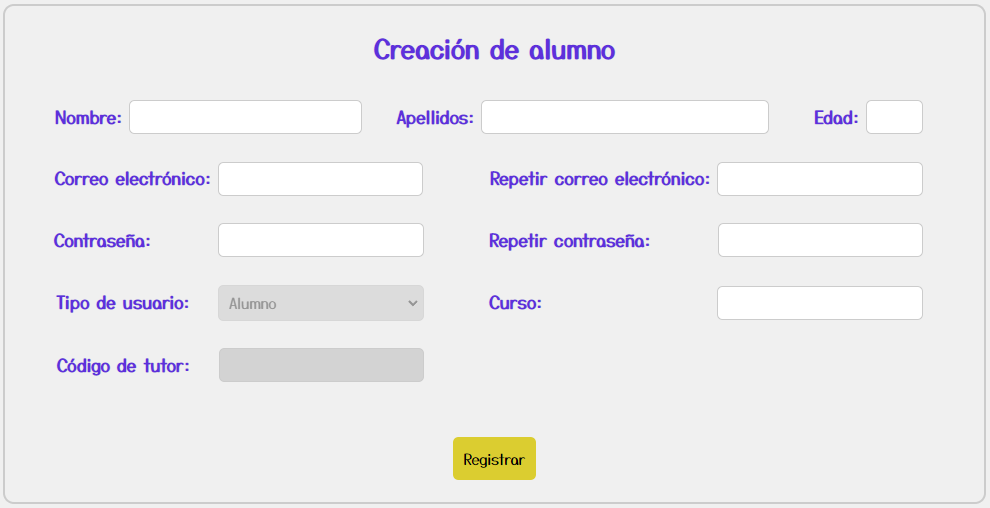 Creación de alumno
Nombre: Apellidos: Edad:
Correo electrónico: Repetir correo electrónico:
Contraseña: Repetir contraseña:
Tipo de usuario: Alumno Curso:
Código de tutor:
Registrar